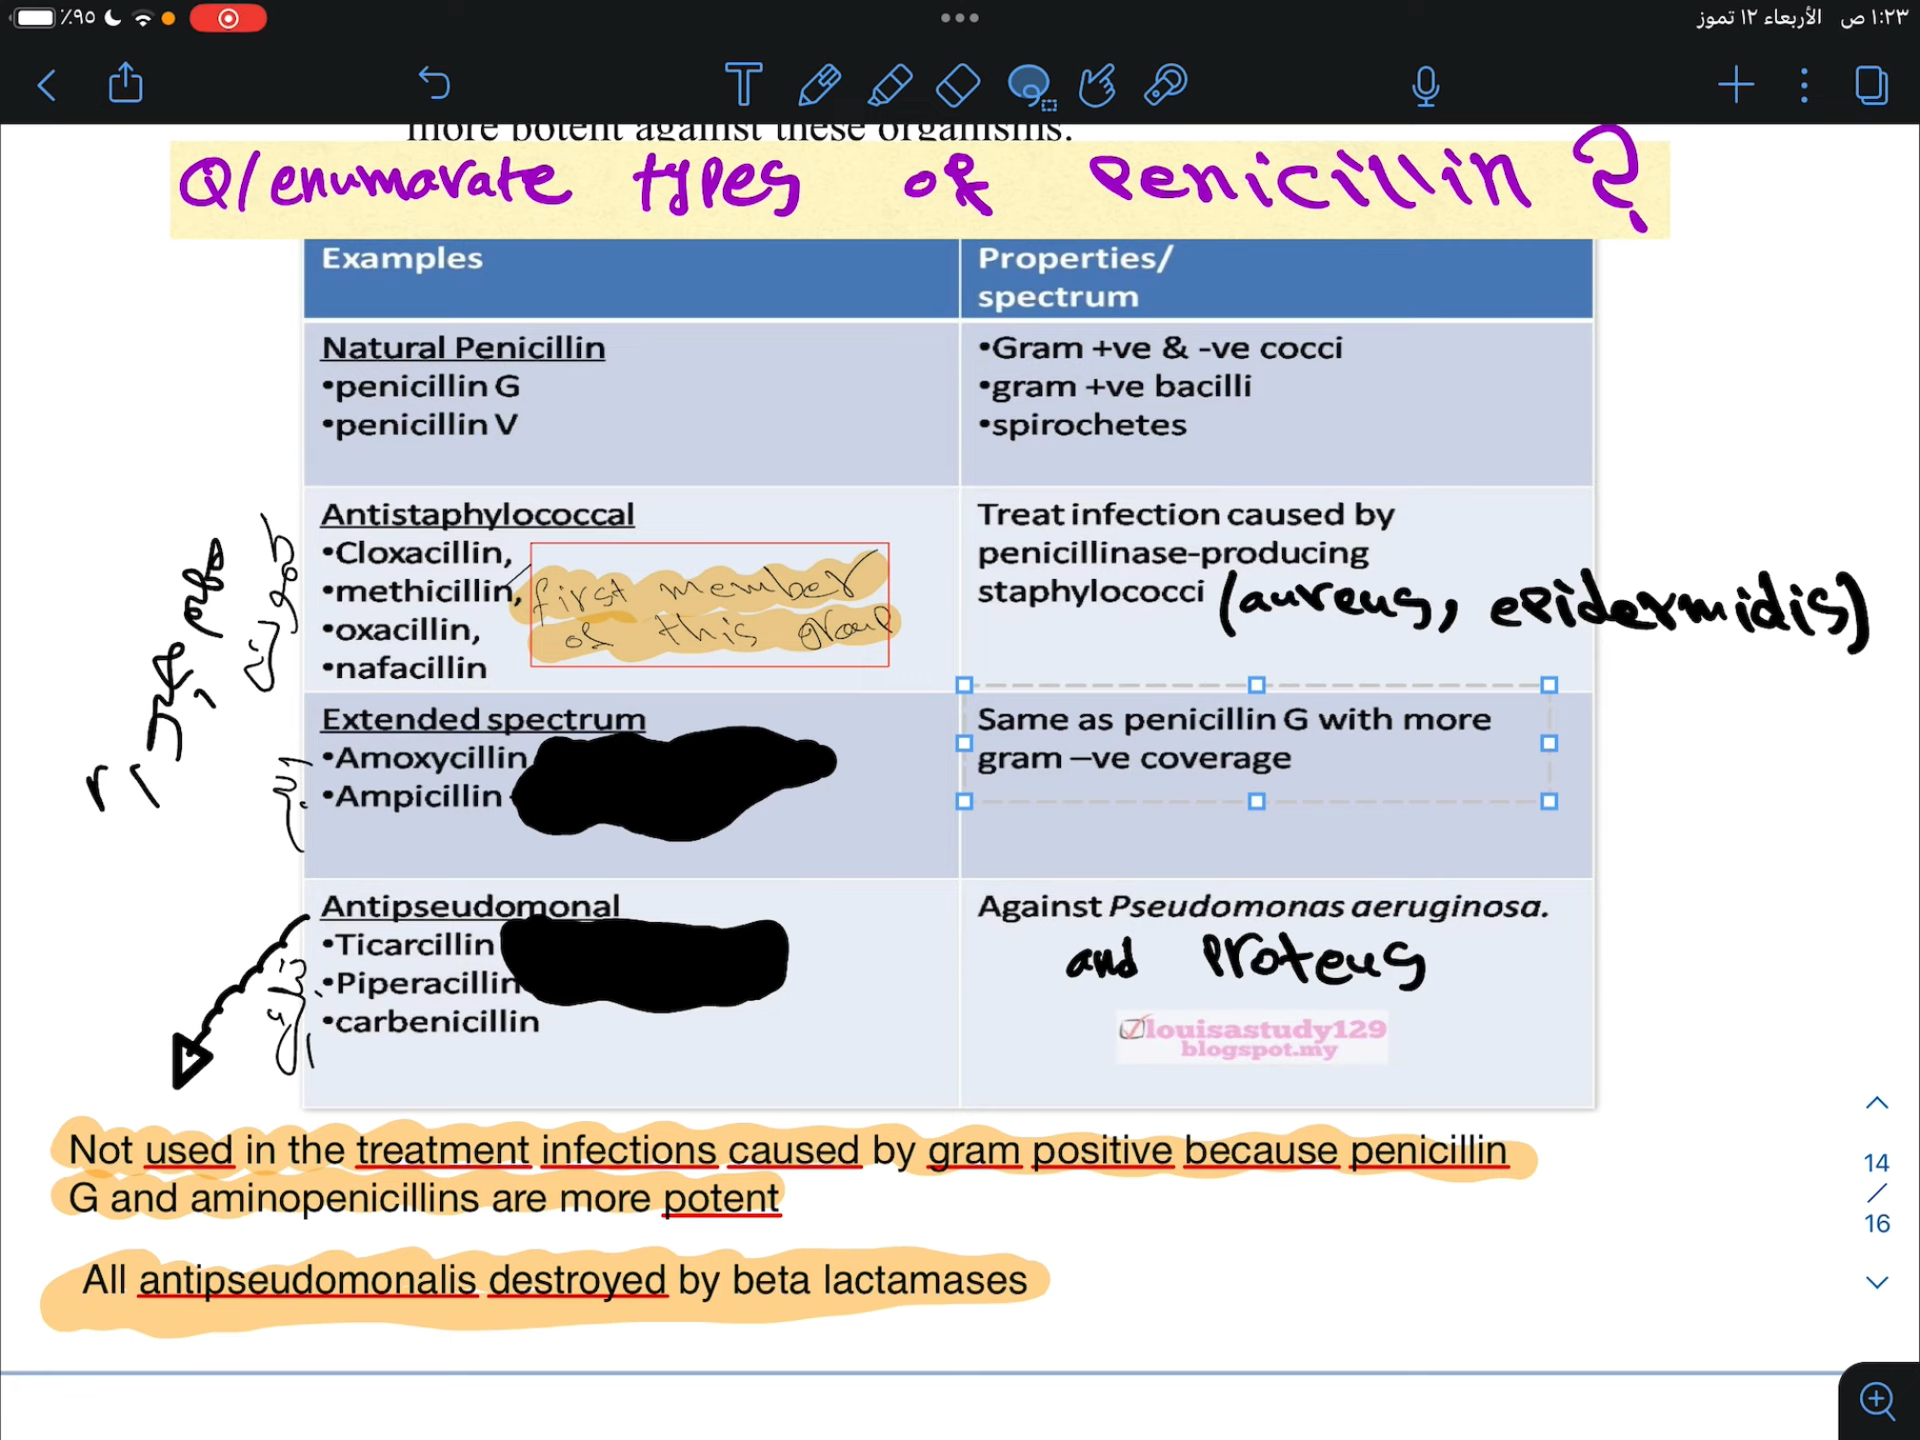 ٪٩٥
١:٢٣ ص الأربعاء ١٢ تموز
more potent against these organisms.
Q/enumarate types of Penicillin ?
Examples
Properties/
spectrum
Natural Penicillin
•penicillin G
•penicillin V
•Gram +ve & -ve cocci
•gram +ve bacilli
•spirochetes
Antistaphylococcal
•Cloxacillin,
•methicillin,
•oxacillin,
•nafacillin
first member
of this group
Treat infection caused by
penicillinase-producing
staphylococci (aureus, epidermidis)
Extended spectrum
•Amoxycillin
•Ampicillin
Same as penicillin G with more
gram –ve coverage
Antipseudomonal
•Ticarcillin
•Piperacillin
•carbenicillin
Against Pseudomonas aeruginosa.
and Proteus
louisastudy129
blogspot.my
Not used in the treatment infections caused by gram positive because penicillin
G and aminopenicillins are more potent
All antipseudomonalis destroyed by beta lactamases
14
/
16